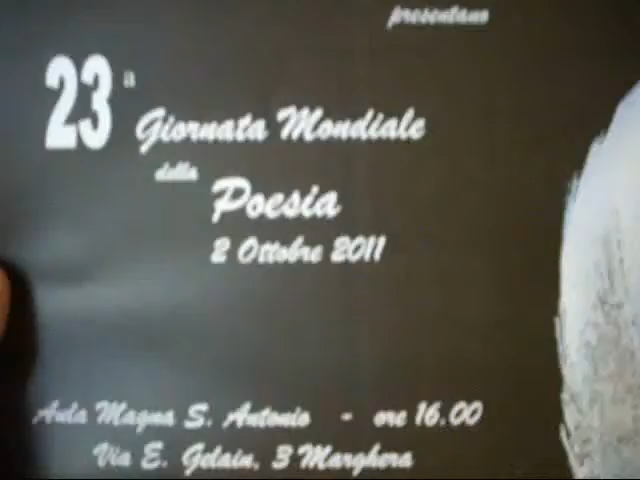 presentano
23ª Giornata Mondiale
della
Poesia
2 Ottobre 2011
Aula Magna S. Antonio - ore 16.00
Via E. Gelain, 3 Marghera